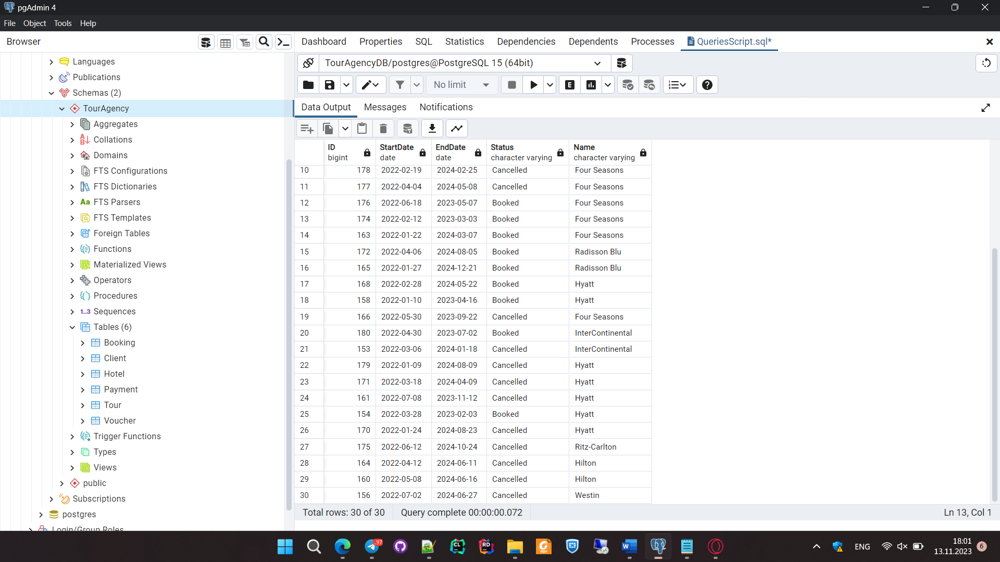 pgAdmin 4
File Object Tools Help
Browser
Dashboard Properties SQL Statistics Dependencies Dependents Processes QueriesScript.sql*
Languages
Publications
Schemas (2)
TourAgency
Aggregates
Collations
Domains
FTS Configurations
FTS Dictionaries
Aa FTS Parsers
FTS Templates
Foreign Tables
Functions
Materialized Views
Operators
Procedures
1..3 Sequences
Tables (6)
Booking
Client
Hotel
Payment
Tour
Voucher
Trigger Functions
Types
Views
public
Subscriptions
postgres
Login/Group Roles
TourAgencyDB/postgres@PostgreSQL 15 (64bit)
No limit E
Data Output Messages Notifications
ID StartDate EndDate Status Name
bigint date date character varying character varying
10 178 2022-02-19 2024-02-25 Cancelled Four Seasons
11 177 2022-04-04 2024-05-08 Cancelled Four Seasons
12 176 2022-06-18 2023-05-07 Booked Four Seasons
13 174 2022-02-12 2023-03-03 Booked Four Seasons
14 163 2022-01-22 2024-03-07 Booked Four Seasons
15 172 2022-04-06 2024-08-05 Booked Radisson Blu
16 165 2022-01-27 2024-12-21 Booked Radisson Blu
17 168 2022-02-28 2024-05-22 Booked Hyatt
18 158 2022-01-10 2023-04-16 Booked Hyatt
19 166 2022-05-30 2023-09-22 Cancelled Four Seasons
20 180 2022-04-30 2023-07-02 Booked InterContinental
21 153 2022-03-06 2024-01-18 Cancelled InterContinental
22 179 2022-01-09 2024-08-09 Cancelled Hyatt
23 171 2022-03-18 2024-04-09 Cancelled Hyatt
24 161 2022-07-08 2023-11-12 Cancelled Hyatt
25 154 2022-03-28 2023-02-03 Booked Hyatt
26 170 2022-01-24 2024-08-23 Cancelled Hyatt
27 175 2022-06-12 2024-10-24 Cancelled Ritz-Carlton
28 164 2022-04-12 2024-06-11 Cancelled Hilton
29 160 2022-05-08 2024-06-16 Cancelled Hilton
30 156 2022-07-02 2024-06-27 Cancelled Westin
Total rows: 30 of 30 Query complete 00:00:00.072 Ln 13, Col 1
..97 CL RD PDF W ENG 18:01
13.11.2023 6